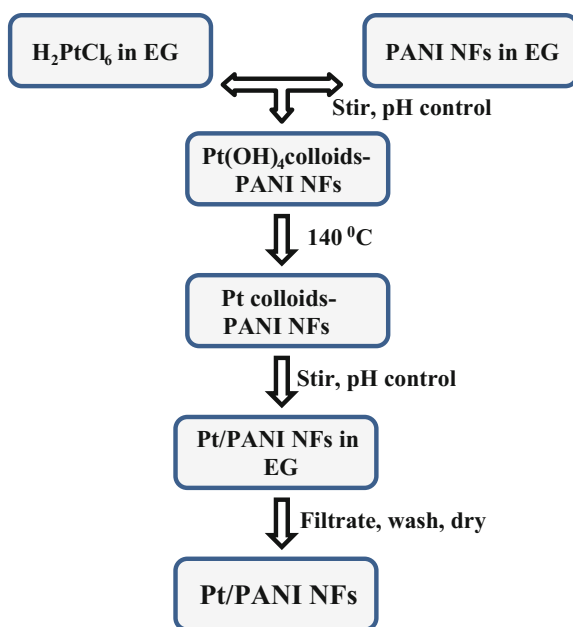 H₂PtCl₆ in EG
PANI NFs in EG
Stir, pH control
Pt(OH)₄colloids-
PANI NFs
140 ⁰C
Pt colloids-
PANI NFs
Stir, pH control
Pt/PANI NFs in
EG
Filtrate, wash, dry
Pt/PANI NFs